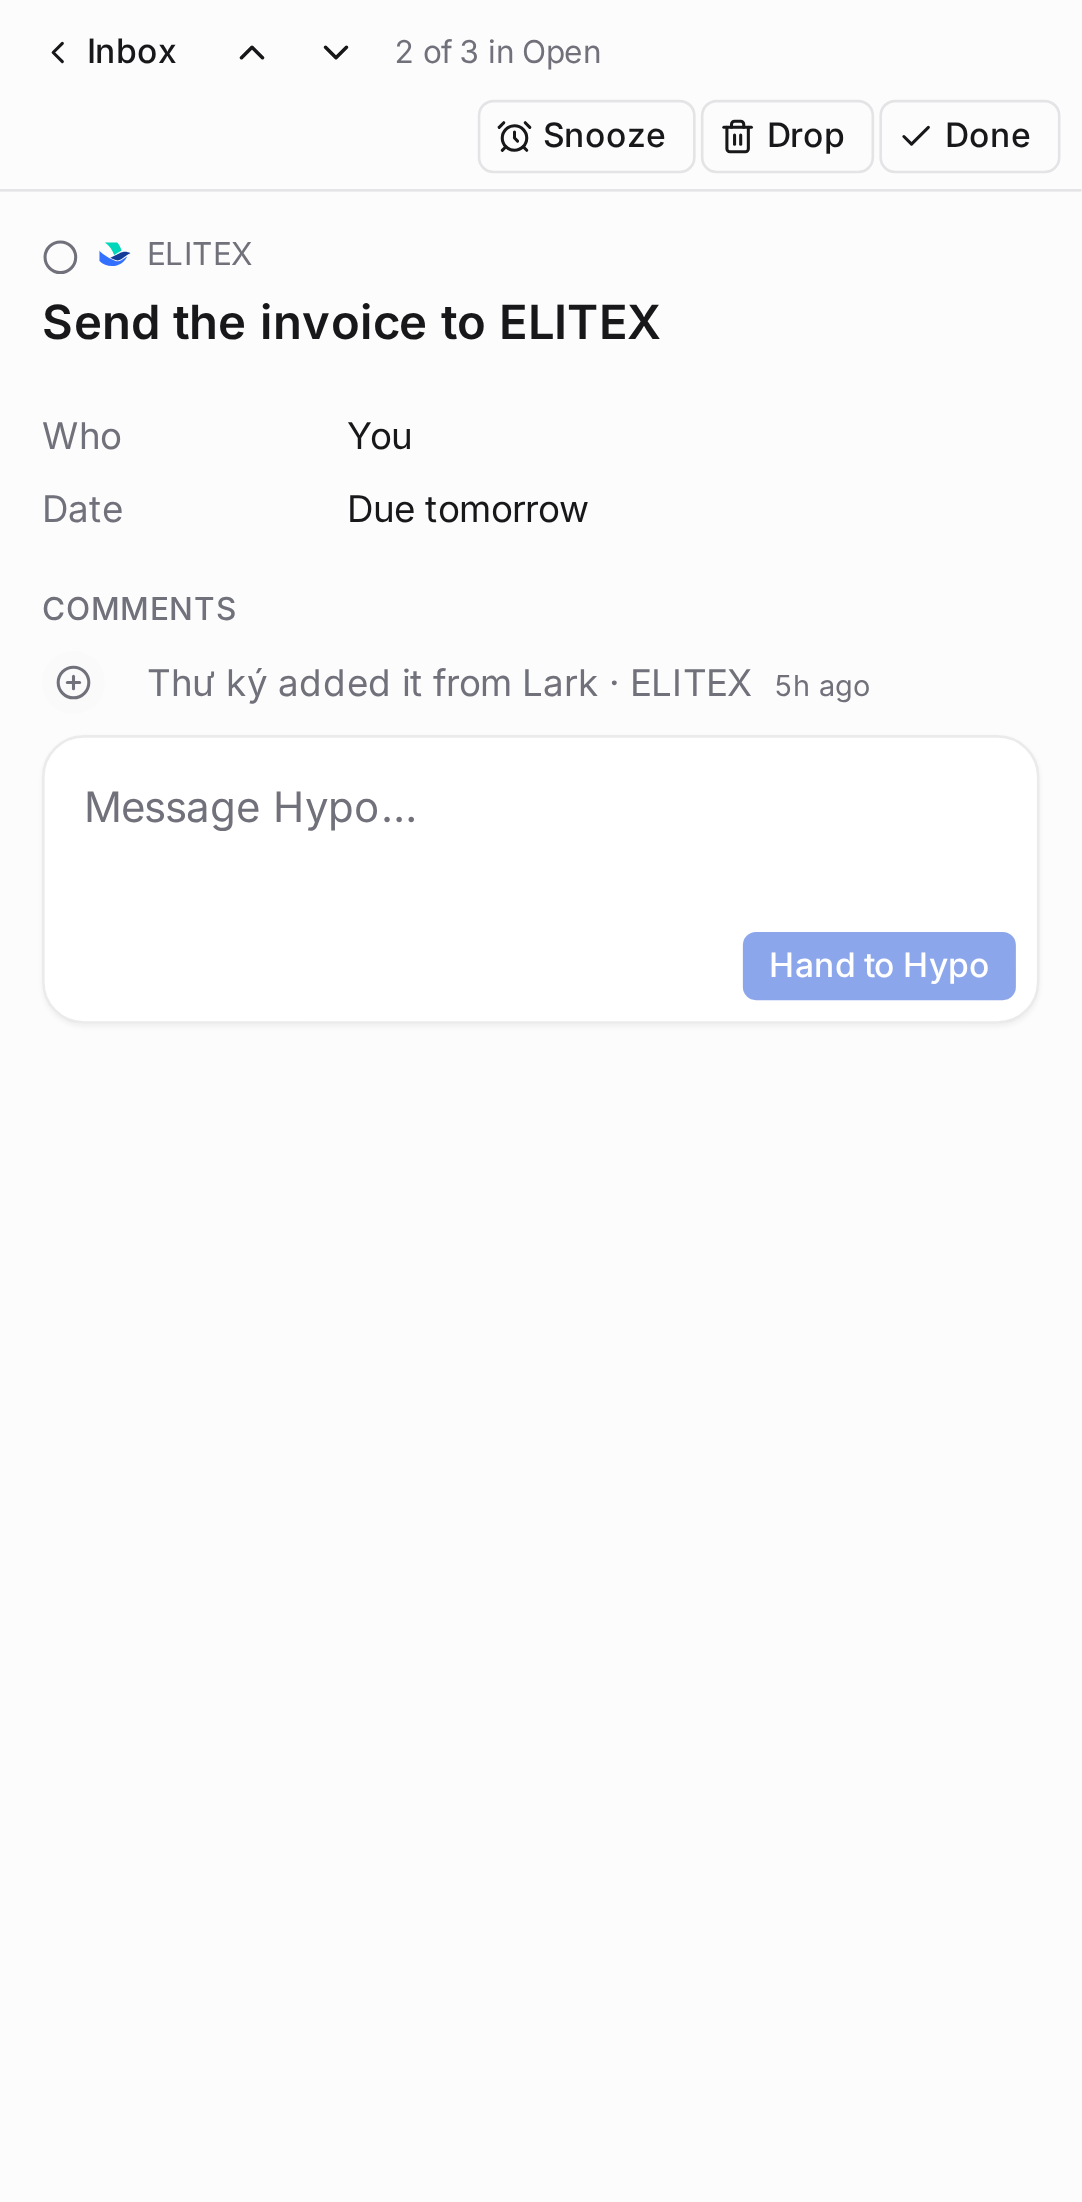 Inbox 2 of 3 in Open
Snooze Drop Done
ELITEX
Send the invoice to ELITEX
Who You
Date Due tomorrow
COMMENTS
Thư ký added it from Lark · ELITEX 5h ago
Message Hypo...
Hand to Hypo